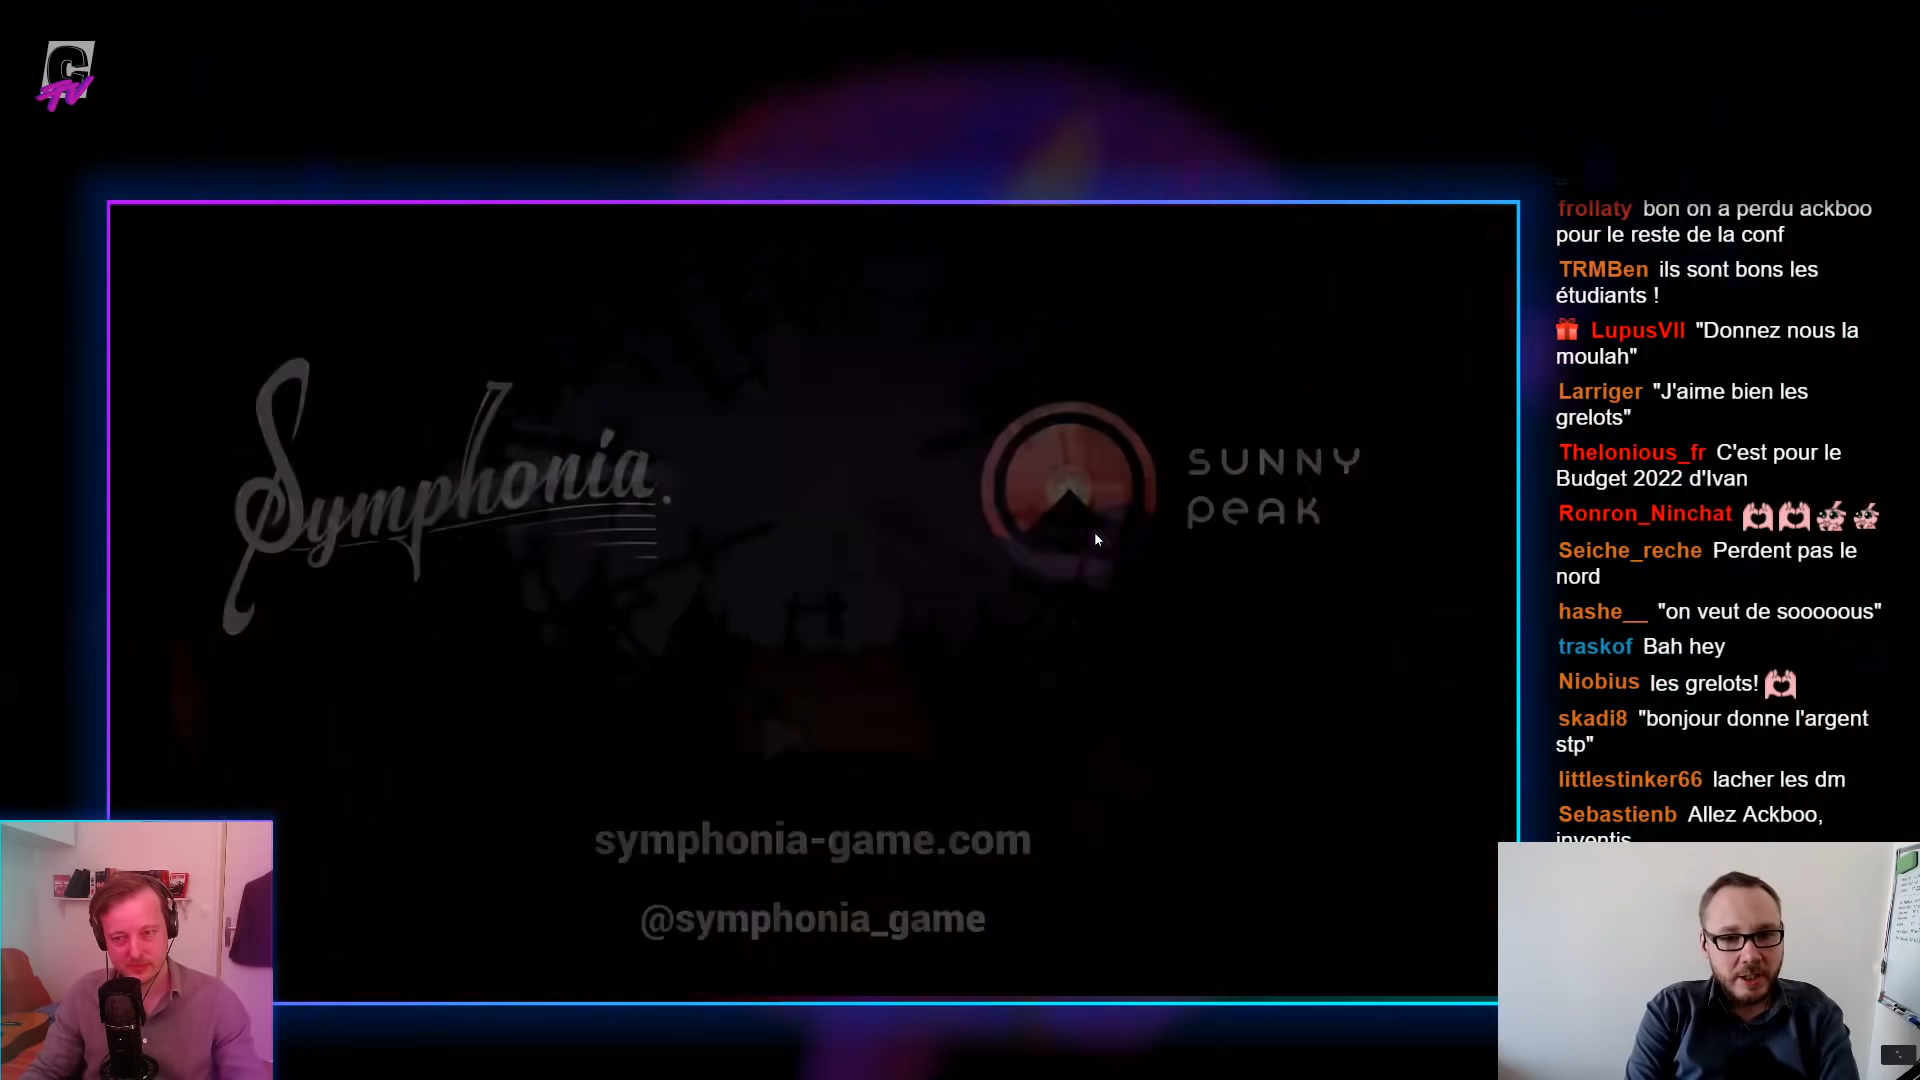 C
TV
Symphonia.
SUNNY
PEAK
symphonia-game.com
@symphonia_game
frollaty bon on a perdu ackboo
pour le reste de la conf
TRMBen ils sont bons les
étudiants !
LupusVII "Donnez nous la
moulah"
Larriger "J'aime bien les
grelots"
Thelonious_fr C'est pour le
Budget 2022 d'Ivan
Ronron_Ninchat
Seiche_reche Perdent pas le
nord
hashe__ "on veut de sooooous"
traskof Bah hey
Niobius les grelots!
skadi8 "bonjour donne l'argent
stp"
littlestinker66 lacher les dm
Sebastienb Allez Ackboo,
inventis